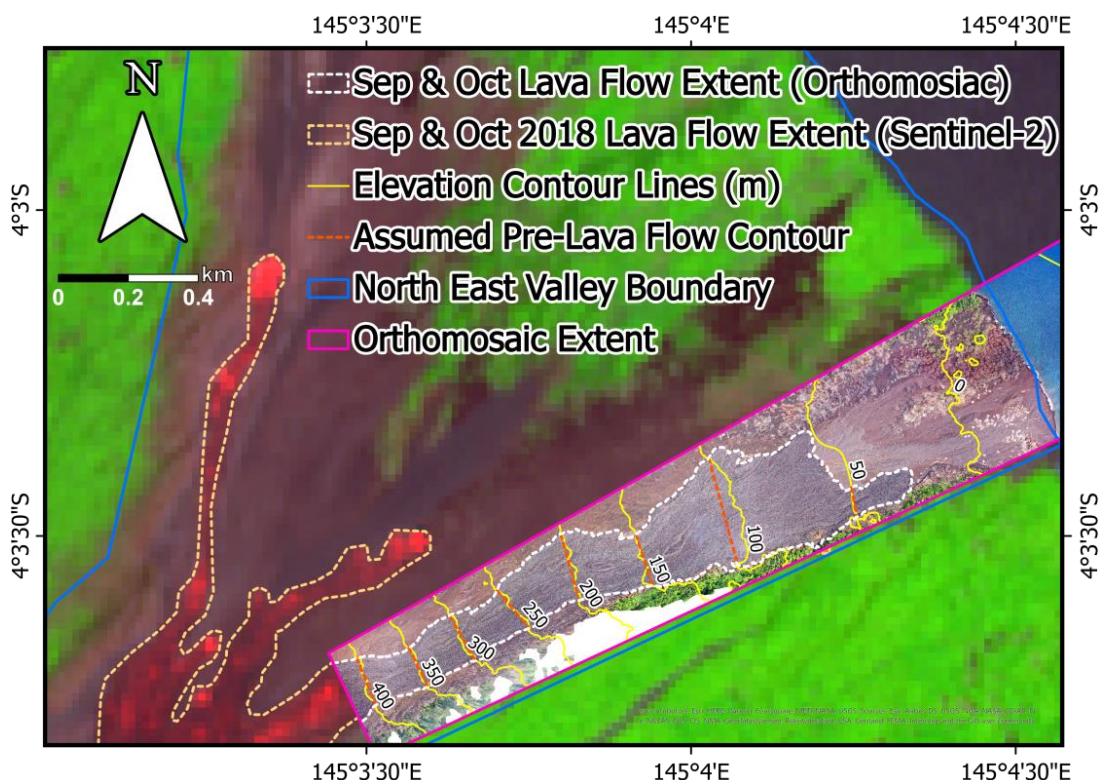 145°3'30"E
145°4'E
145°4'30"E
N
Sep & Oct Lava Flow Extent (Orthomosiac)
Sep & Oct 2018 Lava Flow Extent (Sentinel-2)
Elevation Contour Lines (m)
Assumed Pre-Lava Flow Contour
North East Valley Boundary
Orthomosaic Extent
km
0 0.2 0.4
4°3'S
4°3'S
4°3'30"S
4°3'30"S
0
50
100
150
200
250
300
350
400
145°3'30"E
145°4'E
145°4'30"E